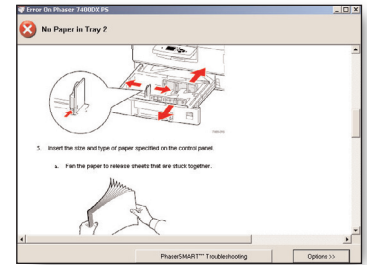 Error On Phaser 7400DX PS
No Paper in Tray 2
Insert the size and type of paper specified on the control panel.
a. Fan the paper to release sheets that are stuck together.
PhaserSMART™ Troubleshooting
Options >>